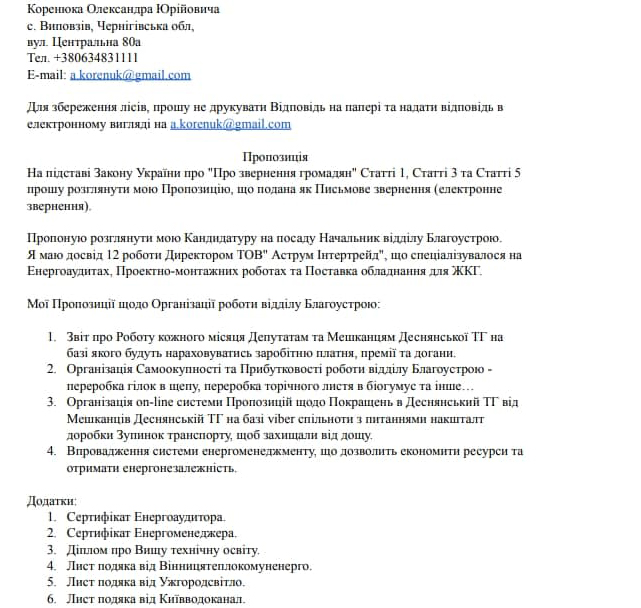 Коренюка Олександра Юрійовича
с. Виповзів, Чернігівська обл,
вул. Центральна 80а
Тел. +380634831111
E-mail: a.korenuk@gmail.com
Для збереження лісів, прошу не друкувати Відповідь на папері та надати відповідь в
електронному вигляді на a.korenuk@gmail.com
Пропозиція
На підставі Закону України про "Про звернення громадян" Статті 1, Статті 3 та Статті 5
прошу розглянути мою Пропозицію, що подана як Письмове звернення (електронне
звернення).
Пропоную розглянути мою Кандидатуру на посаду Начальник відділу Благоустрою.
Я маю досвід 12 роботи Директором ТОВ" Аструм Інтертрейд", що спеціалізувалося на
Енергоаудитах, Проектно-монтажних роботах та Поставка обладнання для ЖКГ.
Мої Пропозиції щодо Організації роботи відділу Благоустрою:
1. Звіт про Роботу кожного місяця Депутатам та Мешканцям Деснянської ТГ на
базі якого будуть нараховуватись заробітню платня, премії та догани.
2. Організація Самоокупності та Прибутковості роботи відділу Благоустрою -
переробка гілок в щепу, переробка торічного листя в біогумус та інше…
3. Організація on-line системи Пропозицій щодо Покращень в Деснянський ТГ від
Мешканців Деснянській ТГ на базі viber спільноти з питаннями накшталт
доробки Зупинок транспорту, щоб захищали від дощу.
4. Впровадження системи енергоменеджменту, що дозволить економити ресурси та
отримати енергонезалежність.
Додатки:
1. Сертифікат Енергоаудитора.
2. Сертифікат Енергоменеджера.
3. Діплом про Вищу технічну освіту.
4. Лист подяка від Вінницятеплокомуненерго.
5. Лист подяка від Ужгородсвітло.
6. Лист подяка від Київводоканал.